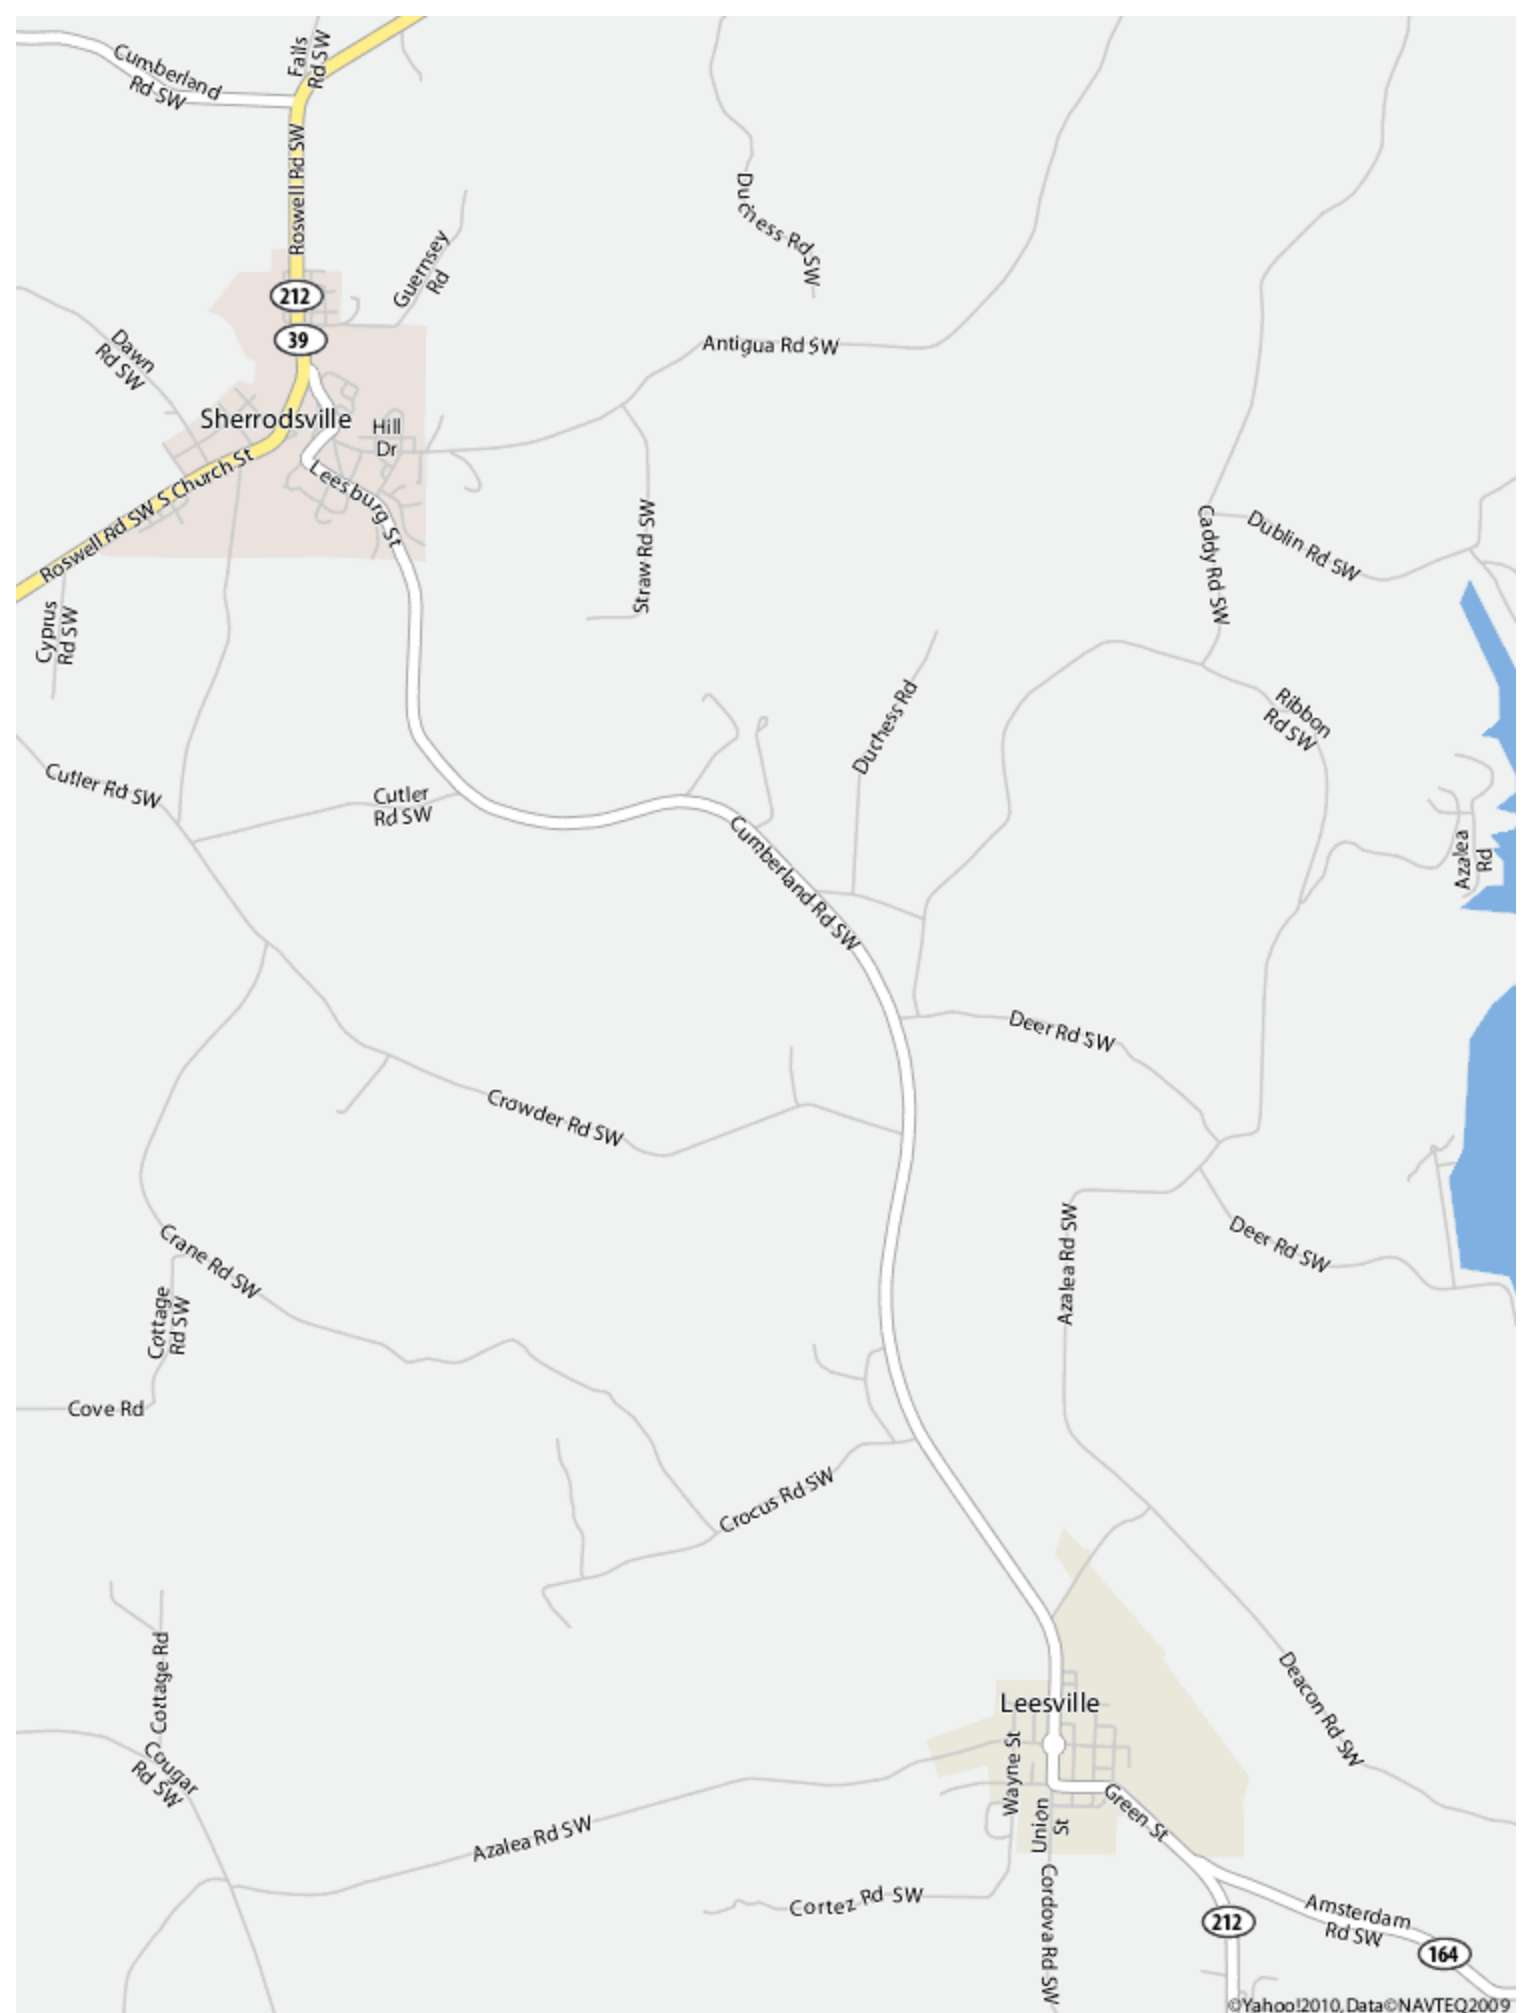 Cumberland
Rd SW
Falls
Rd SW
Roswell Rd SW
Duchess Rd SW
Guernsey
Rd
212
39
Dawn
Rd SW
Antigua Rd SW
Sherrodsville
Hill
Dr
Roswell Rd SW
S Church St
Leesburg St
Straw Rd SW
Caddy Rd SW
Dublin Rd SW
Cyprus
Rd SW
Duchess Rd
Ribbon
Rd SW
Cutler Rd SW
Cutler
Rd SW
Cumberland Rd SW
Azalea
Rd
Deer Rd SW
Crowder Rd SW
Azalea Rd SW
Deer Rd SW
Crane Rd SW
Cottage
Rd SW
Cove Rd
Crocus Rd SW
Cottage Rd
Cougar
Rd SW
Deacon Rd SW
Leesville
Wayne St
Union
St
Green St
Azalea Rd SW
Cortez Rd SW
Cordova Rd SW
Amsterdam
Rd SW
212
164
©Yahoo!2010,Data©NAVTEQ2009